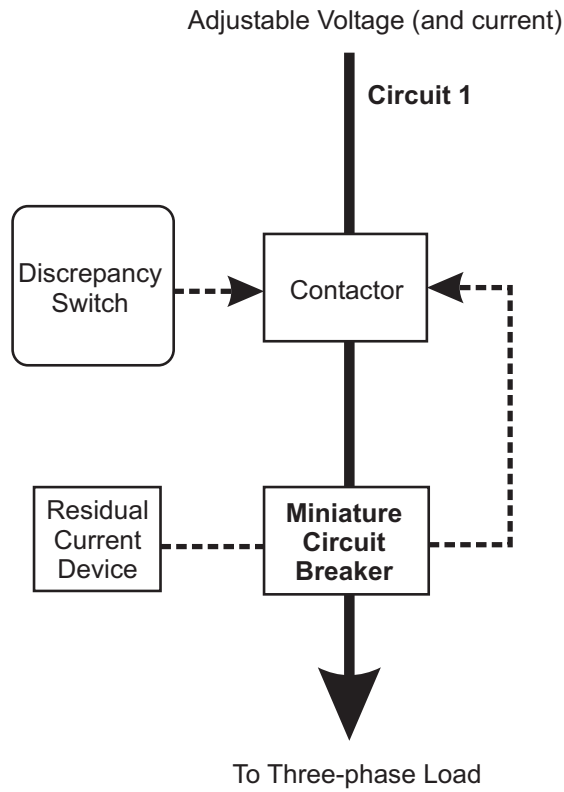 Adjustable Voltage (and current)
Circuit 1
Discrepancy
Switch
Contactor
Residual
Current
Device
Miniature
Circuit
Breaker
To Three-phase Load